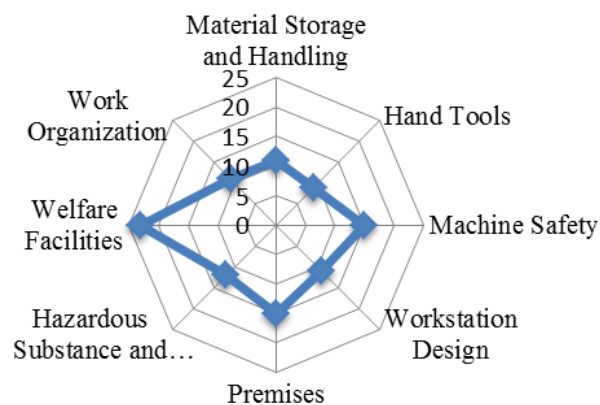 Material Storage
and Handling
25
20
15
10
5
0
Hand Tools
Machine Safety
Workstation
Design
Premises
Hazardous
Substance and…
Welfare
Facilities
Work
Organization